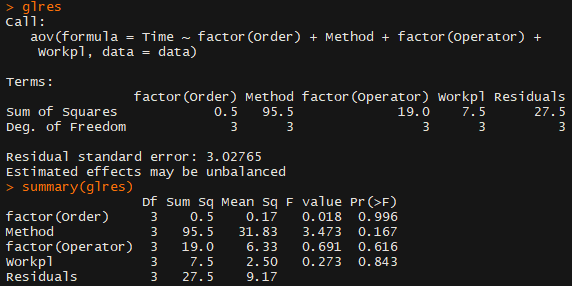 > glres
Call:
   aov(formula = Time ~ factor(Order) + Method + factor(Operator) +
    Workpl, data = data)

Terms:
                factor(Order) Method factor(Operator) Workpl Residuals
Sum of Squares            0.5   95.5             19.0    7.5      27.5
Deg. of Freedom             3      3                3      3         3

Residual standard error: 3.02765
Estimated effects may be unbalanced
> summary(glres)
                 Df Sum Sq Mean Sq F value Pr(>F)
factor(Order)     3    0.5    0.17   0.018  0.996
Method            3   95.5   31.83   3.473  0.167
factor(Operator)  3   19.0    6.33   0.691  0.616
Workpl            3    7.5    2.50   0.273  0.843
Residuals         3   27.5    9.17